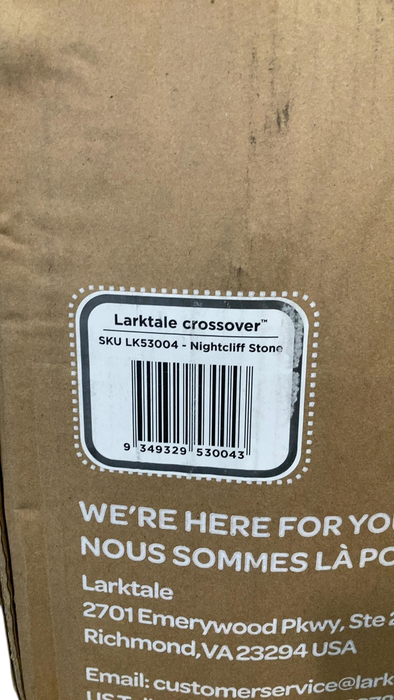 Larktale crossover™
SKU LK53004 - Nightcliff Stone
9 349329 530043
WE'RE HERE FOR YOU
NOUS SOMMES LÀ PO
Larktale
2701 Emerywood Pkwy, Ste 2
Richmond, VA 23294 USA
Email: customerservice@lark